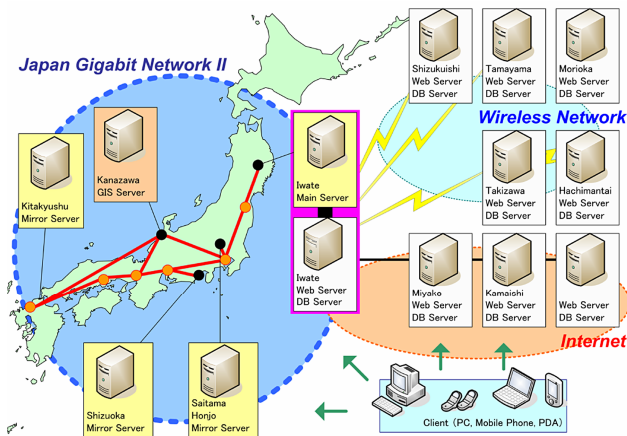 Japan Gigabit Network II
Kanazawa
GIS Server
Kitakyushu
Mirror Server
Shizuoka
Mirror Server
Saitama
Honjo
Mirror Server
Iwate
Main Server
Iwate
Web Server
DB Server
Shizukuishi
Web Server
DB Server
Tamayama
Web Server
DB Server
Morioka
Web Server
DB Server
Wireless Network
Takizawa
Web Server
DB Server
Hachimantai
Web Server
DB Server
Miyako
Web Server
DB Server
Kamaishi
Web Server
DB Server
Web Server
DB Server
Internet
Client (PC, Mobile Phone, PDA)